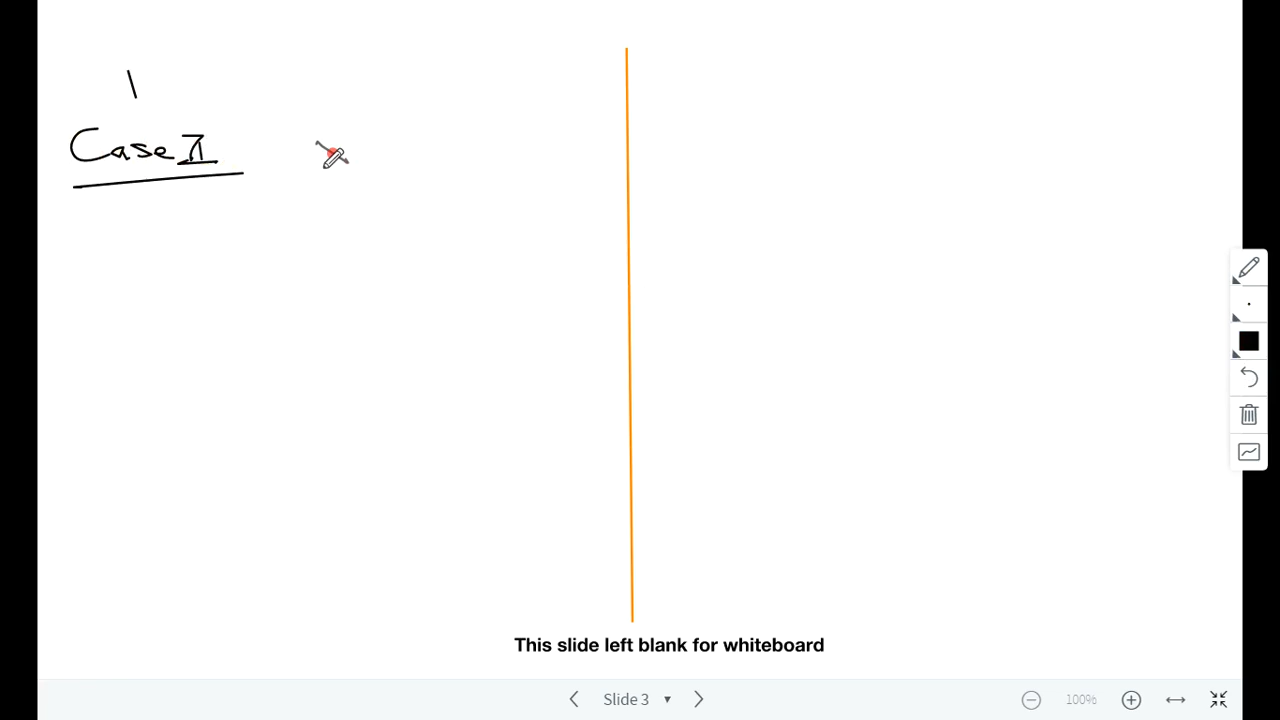 \
Case II
This slide left blank for whiteboard
Slide 3
100%